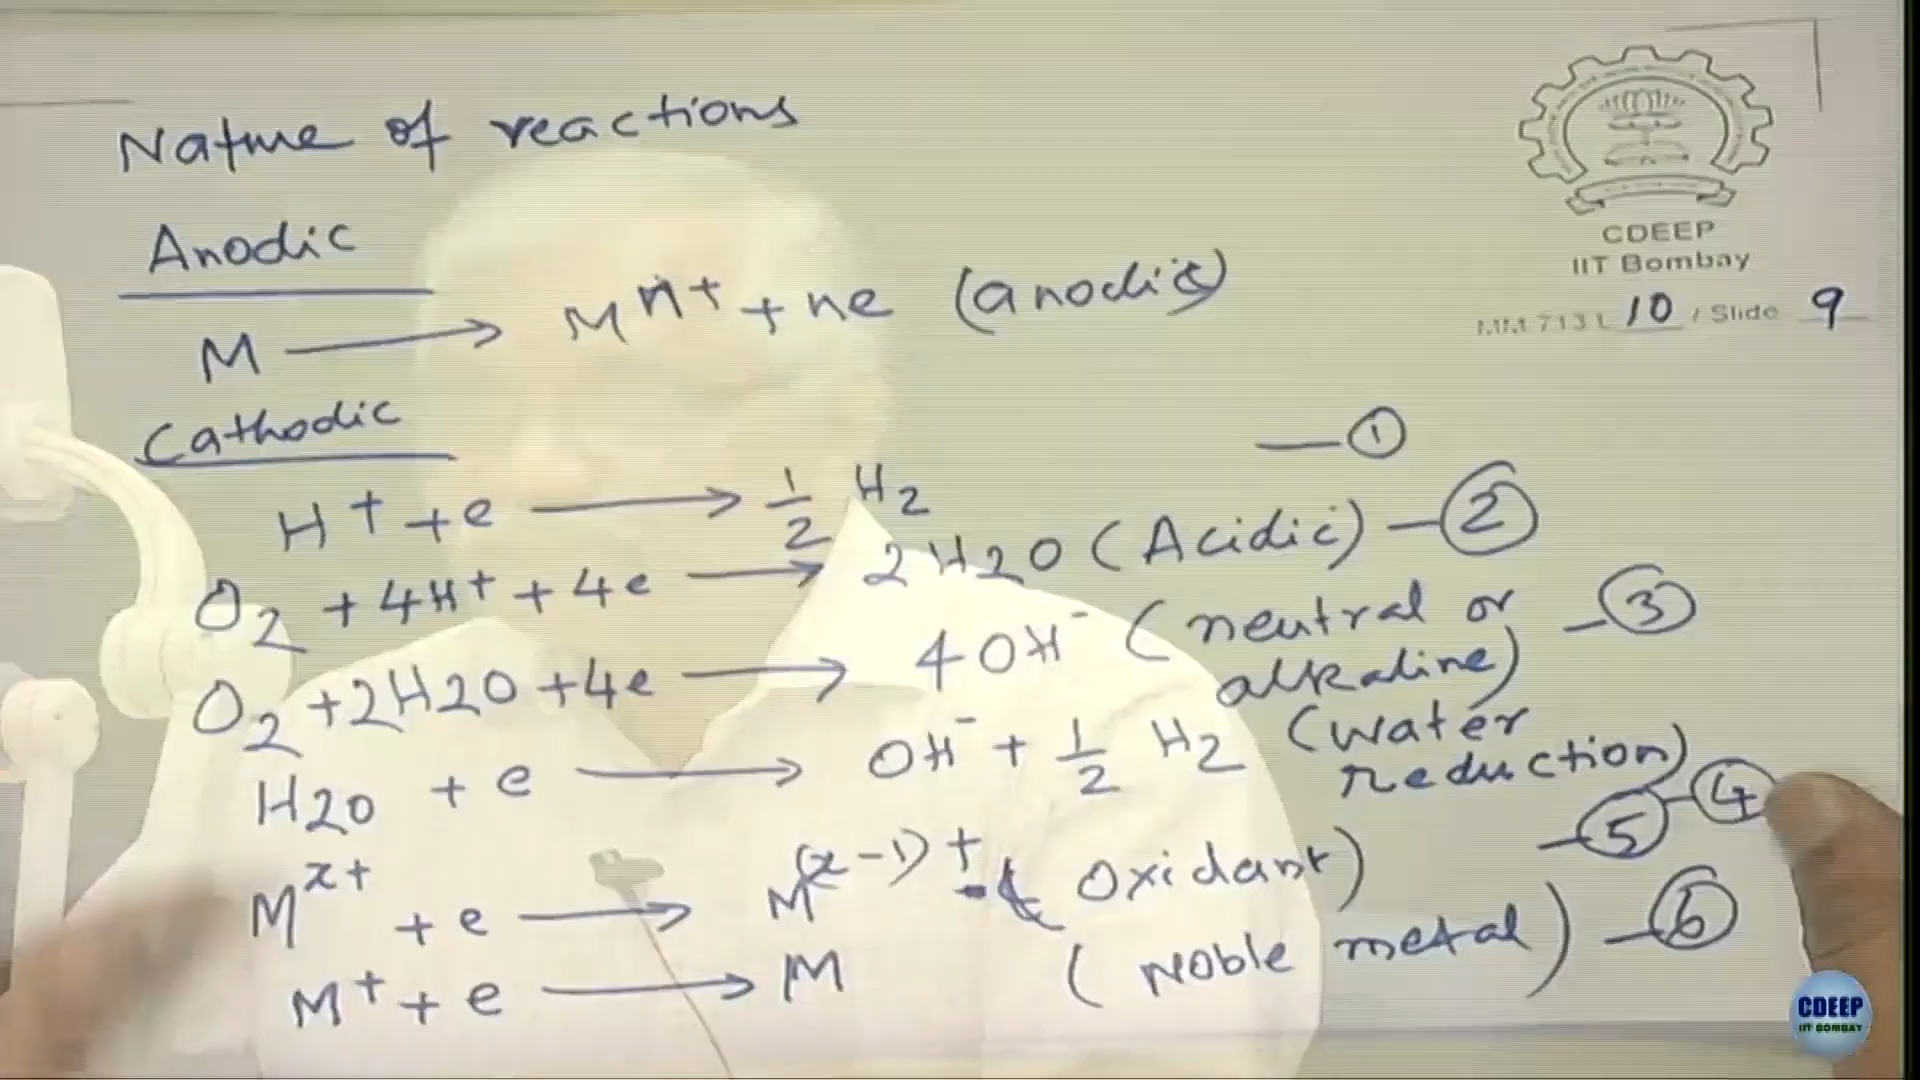 Nature of reactions
Anodic
M ⟶ Mⁿ⁺ + ne (anodic)
Cathodic
— ①
H⁺ + e ⟶ 1/2 H₂
O₂ + 4H⁺ + 4e ⟶ 2H₂O (Acidic) — ②
O₂ + 2H₂O + 4e ⟶ 4OH⁻ (neutral or — ③
alkaline)
H₂O + e ⟶ OH⁻ + 1/2 H₂ (water
reduction) — ④
Mˣ⁺ + e ⟶ M⁽ˣ⁻¹⁾⁺ (Oxidant) — ⑤
M⁺ + e ⟶ M (Noble metal) — ⑥
CDEEP
IIT Bombay
MM 713 L 10 / Slide 9
CDEEP
IIT BOMBAY